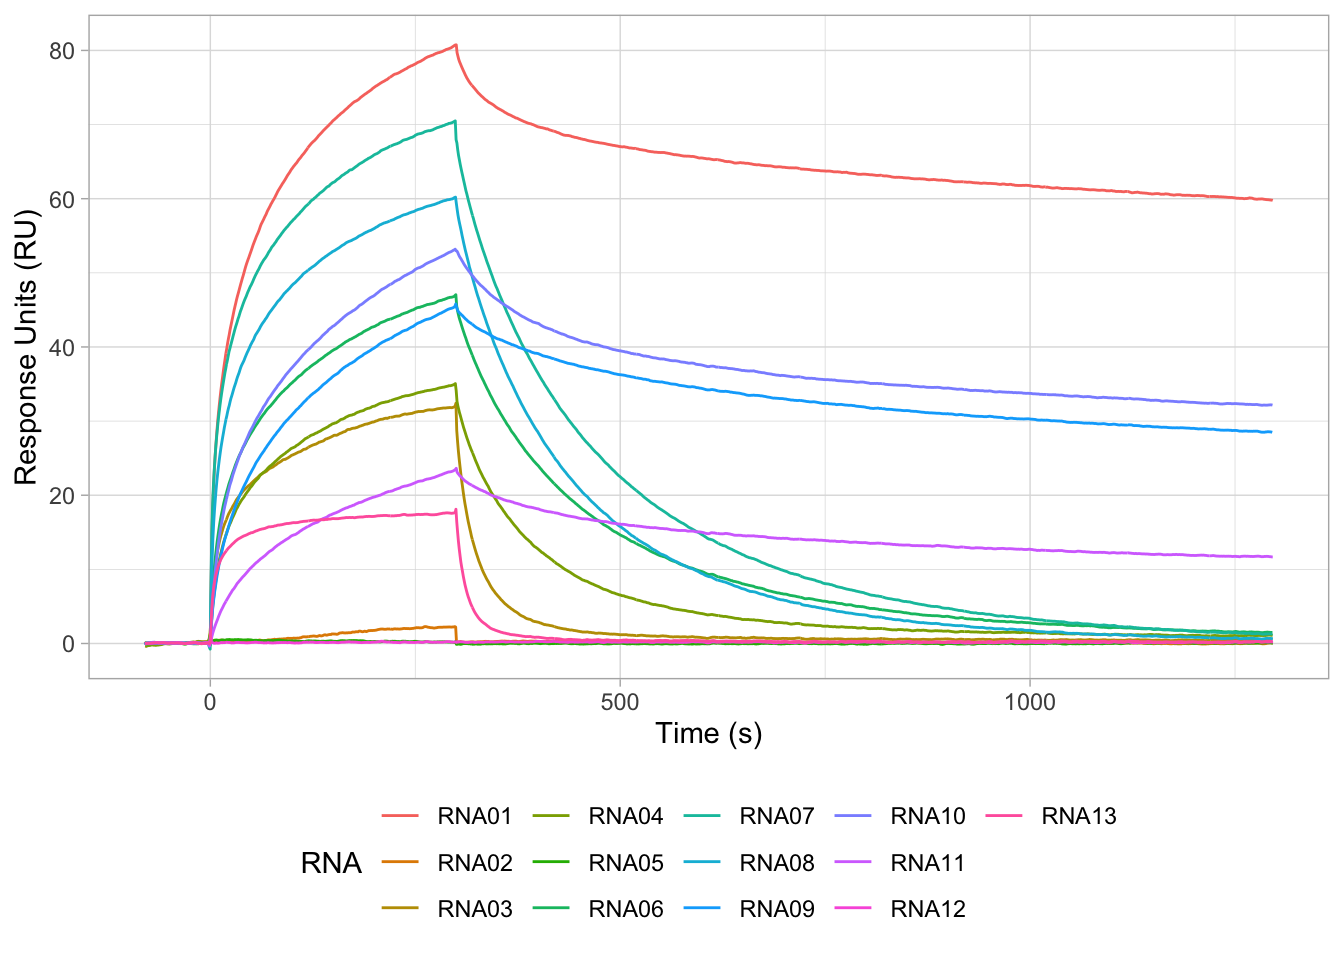 80
60
40
20
0
Response Units (RU)
0 500 1000
Time (s)
RNA01 RNA04 RNA07 RNA10 RNA13
RNA RNA02 RNA05 RNA08 RNA11
RNA03 RNA06 RNA09 RNA12